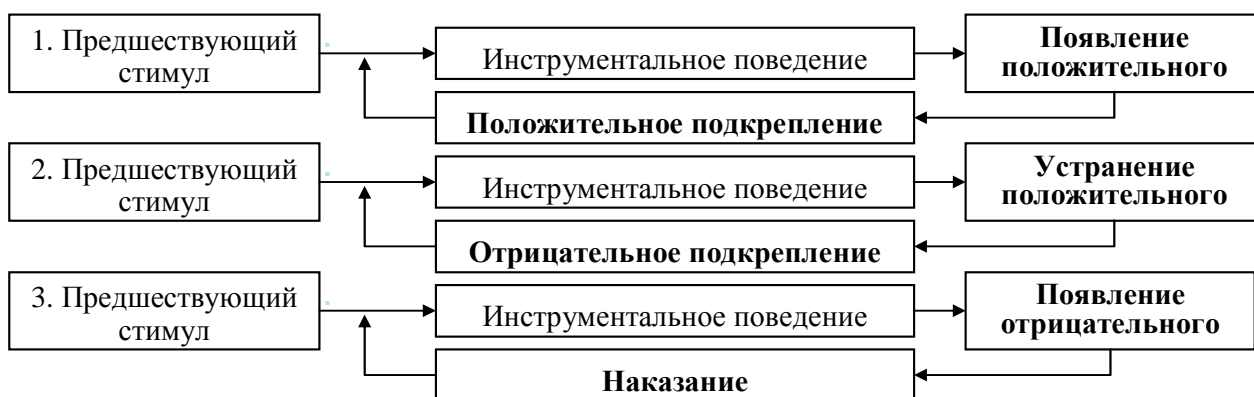 1. Предшествующий
стимул
Инструментальное поведение
Появление
положительного
Положительное подкрепление
2. Предшествующий
стимул
Инструментальное поведение
Устранение
положительного
Отрицательное подкрепление
3. Предшествующий
стимул
Инструментальное поведение
Появление
отрицательного
Наказание